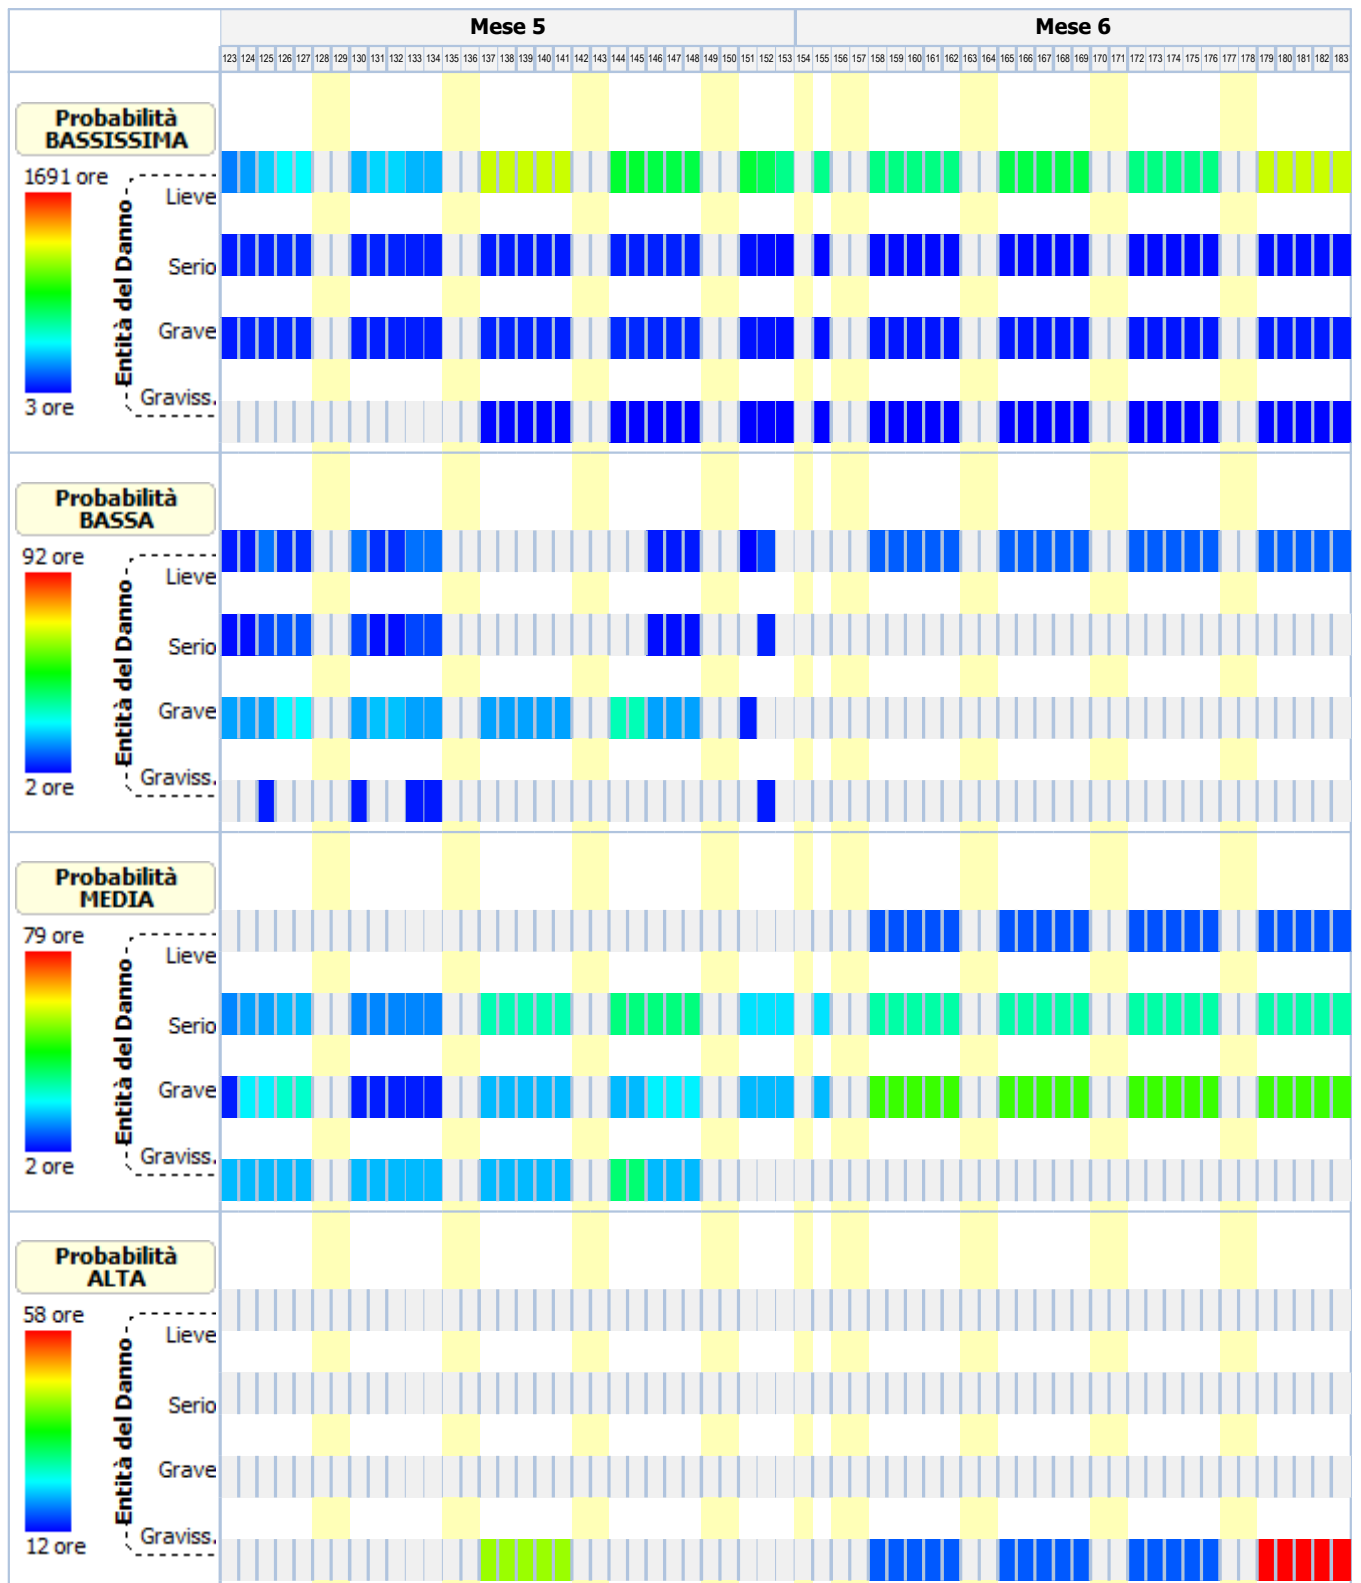 Mese 5 Mese 6
123 124 125 126 127 128 129 130 131 132 133 134 135 136 137 138 139 140 141 142 143 144 145 146 147 148 149 150 151 152 153 154 155 156 157 158 159 160 161 162 163 164 165 166 167 168 169 170 171 172 173 174 175 176 177 178 179 180 181 182 183
Probabilità
BASSISSIMA
1691 ore
Lieve
Serio
Entità del Danno
Grave
Graviss.
3 ore
Probabilità
BASSA
92 ore
Lieve
Serio
Entità del Danno
Grave
Graviss.
2 ore
Probabilità
MEDIA
79 ore
Lieve
Serio
Entità del Danno
Grave
Graviss.
2 ore
Probabilità
ALTA
58 ore
Lieve
Serio
Entità del Danno
Grave
Graviss.
12 ore